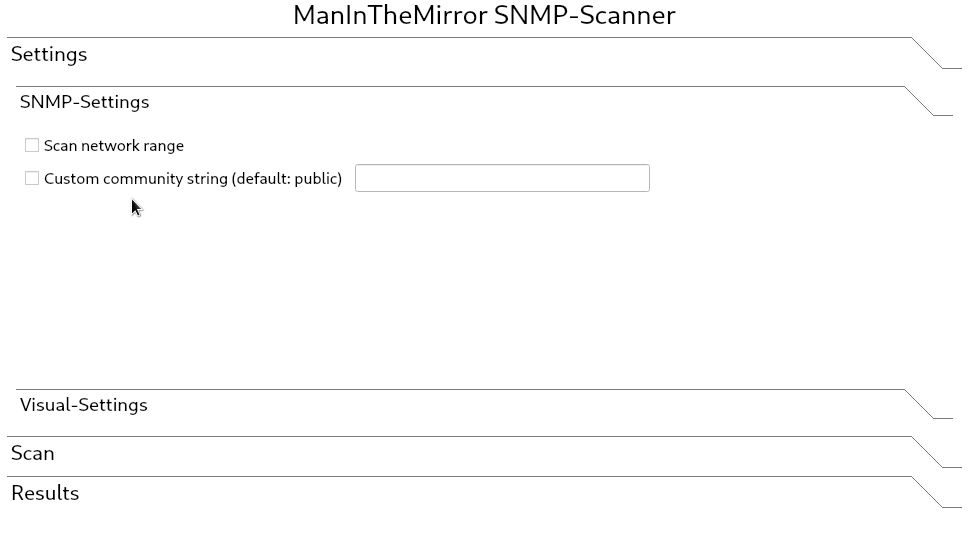 ManInTheMirror SNMP-Scanner
Settings
SNMP-Settings
Scan network range
Custom community string (default: public)
Visual-Settings
Scan
Results